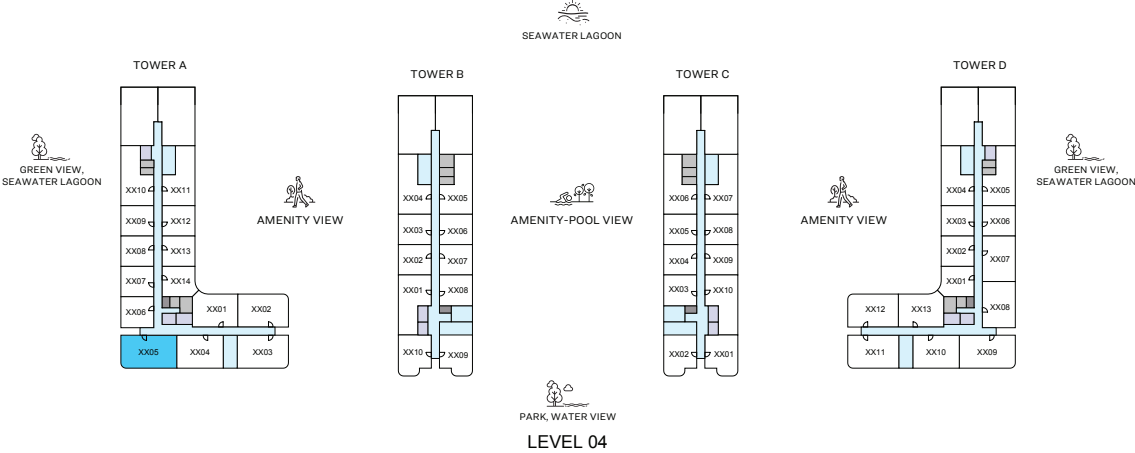 SEAWATER LAGOON
TOWER A
TOWER B
TOWER C
TOWER D
GREEN VIEW,
SEAWATER LAGOON
AMENITY VIEW
AMENITY-POOL VIEW
AMENITY VIEW
GREEN VIEW,
SEAWATER LAGOON
XX10 XX11
XX09 XX12
XX08 XX13
XX07 XX14
XX06 XX01 XX02
XX05 XX04 XX03
XX04 XX05
XX03 XX06
XX02 XX07
XX01 XX08
XX10 XX09
XX06 XX07
XX05 XX08
XX04 XX09
XX03 XX10
XX02 XX01
XX04 XX05
XX03 XX06
XX02 XX07
XX01
XX12 XX13 XX08
XX11 XX10 XX09
PARK, WATER VIEW
LEVEL 04